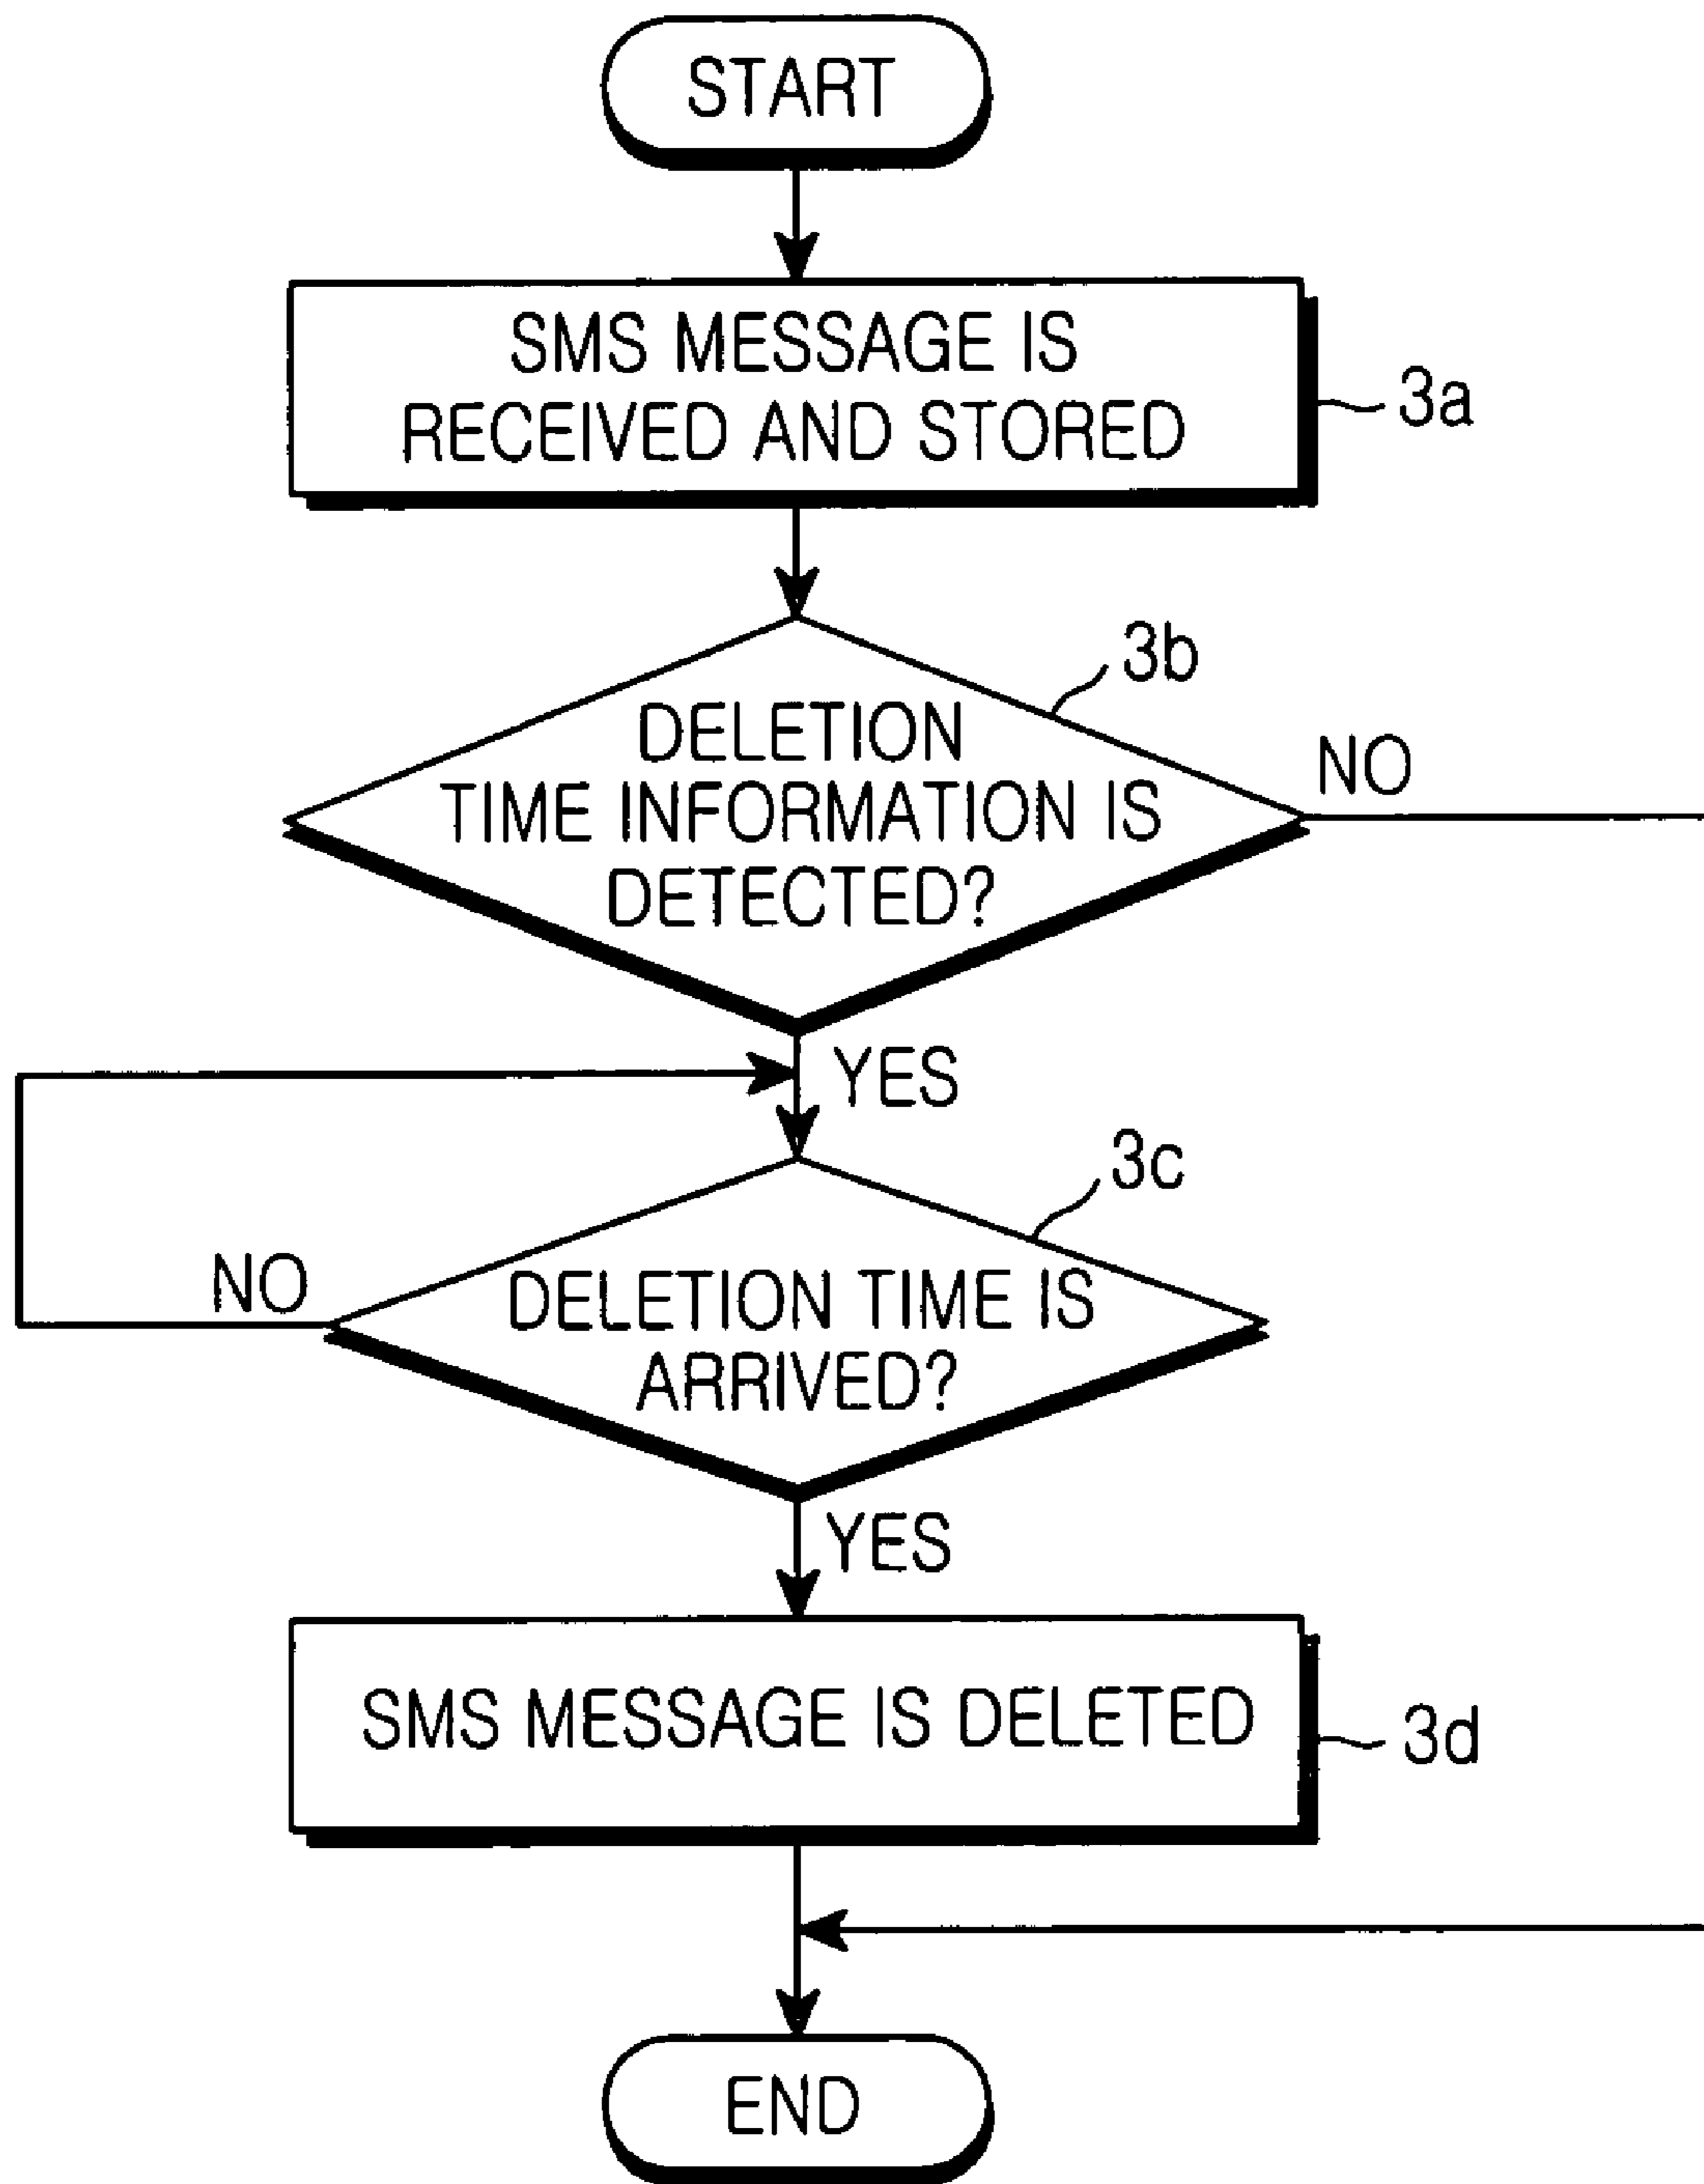 START
SMS MESSAGE IS
RECEIVED AND STORED
3a
3b
DELETION
TIME INFORMATION IS
DETECTED?
NO
YES
3c
NO
DELETION TIME IS
ARRIVED?
YES
SMS MESSAGE IS DELETED
3d
END